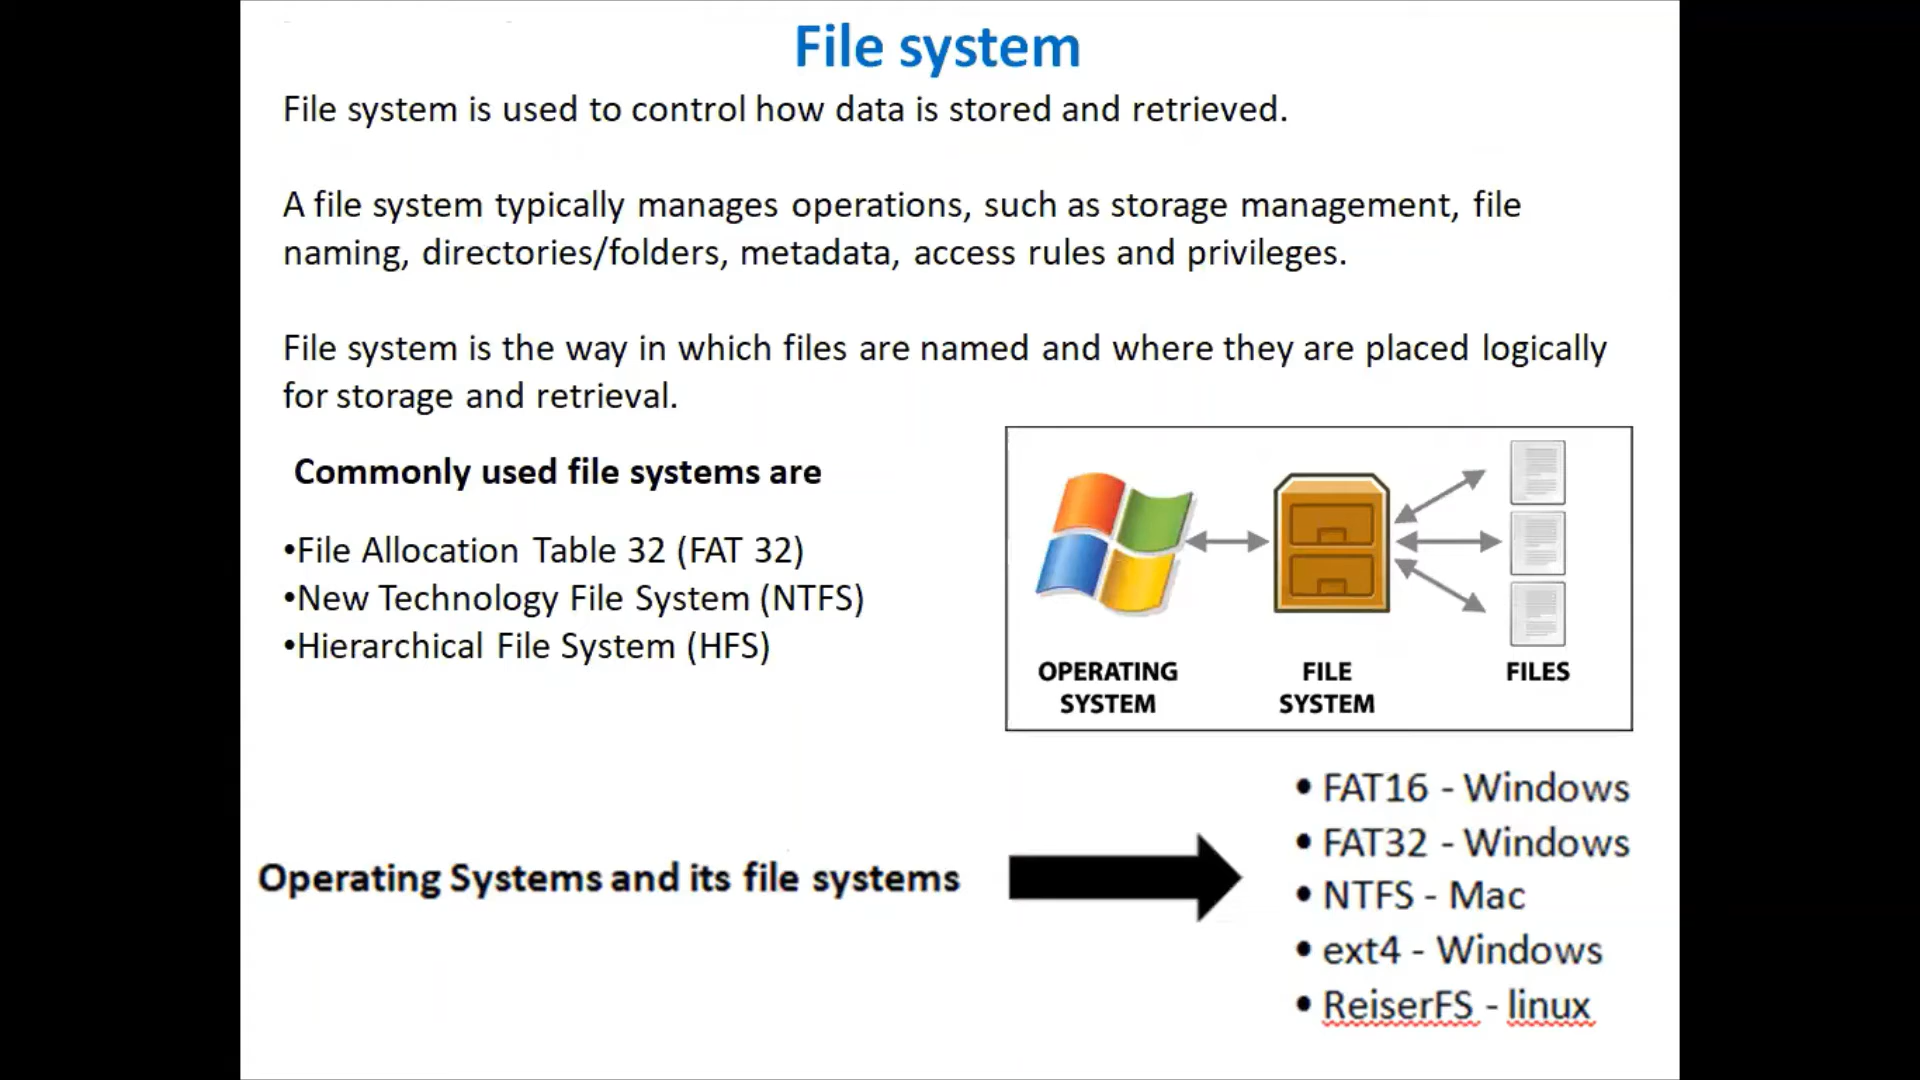 File system
File system is used to control how data is stored and retrieved.
A file system typically manages operations, such as storage management, file
naming, directories/folders, metadata, access rules and privileges.
File system is the way in which files are named and where they are placed logically
for storage and retrieval.
Commonly used file systems are
•File Allocation Table 32 (FAT 32)
•New Technology File System (NTFS)
•Hierarchical File System (HFS)
OPERATING
SYSTEM
FILE
SYSTEM
FILES
Operating Systems and its file systems
• FAT16 - Windows
• FAT32 - Windows
• NTFS - Mac
• ext4 - Windows
• ReiserFS - linux